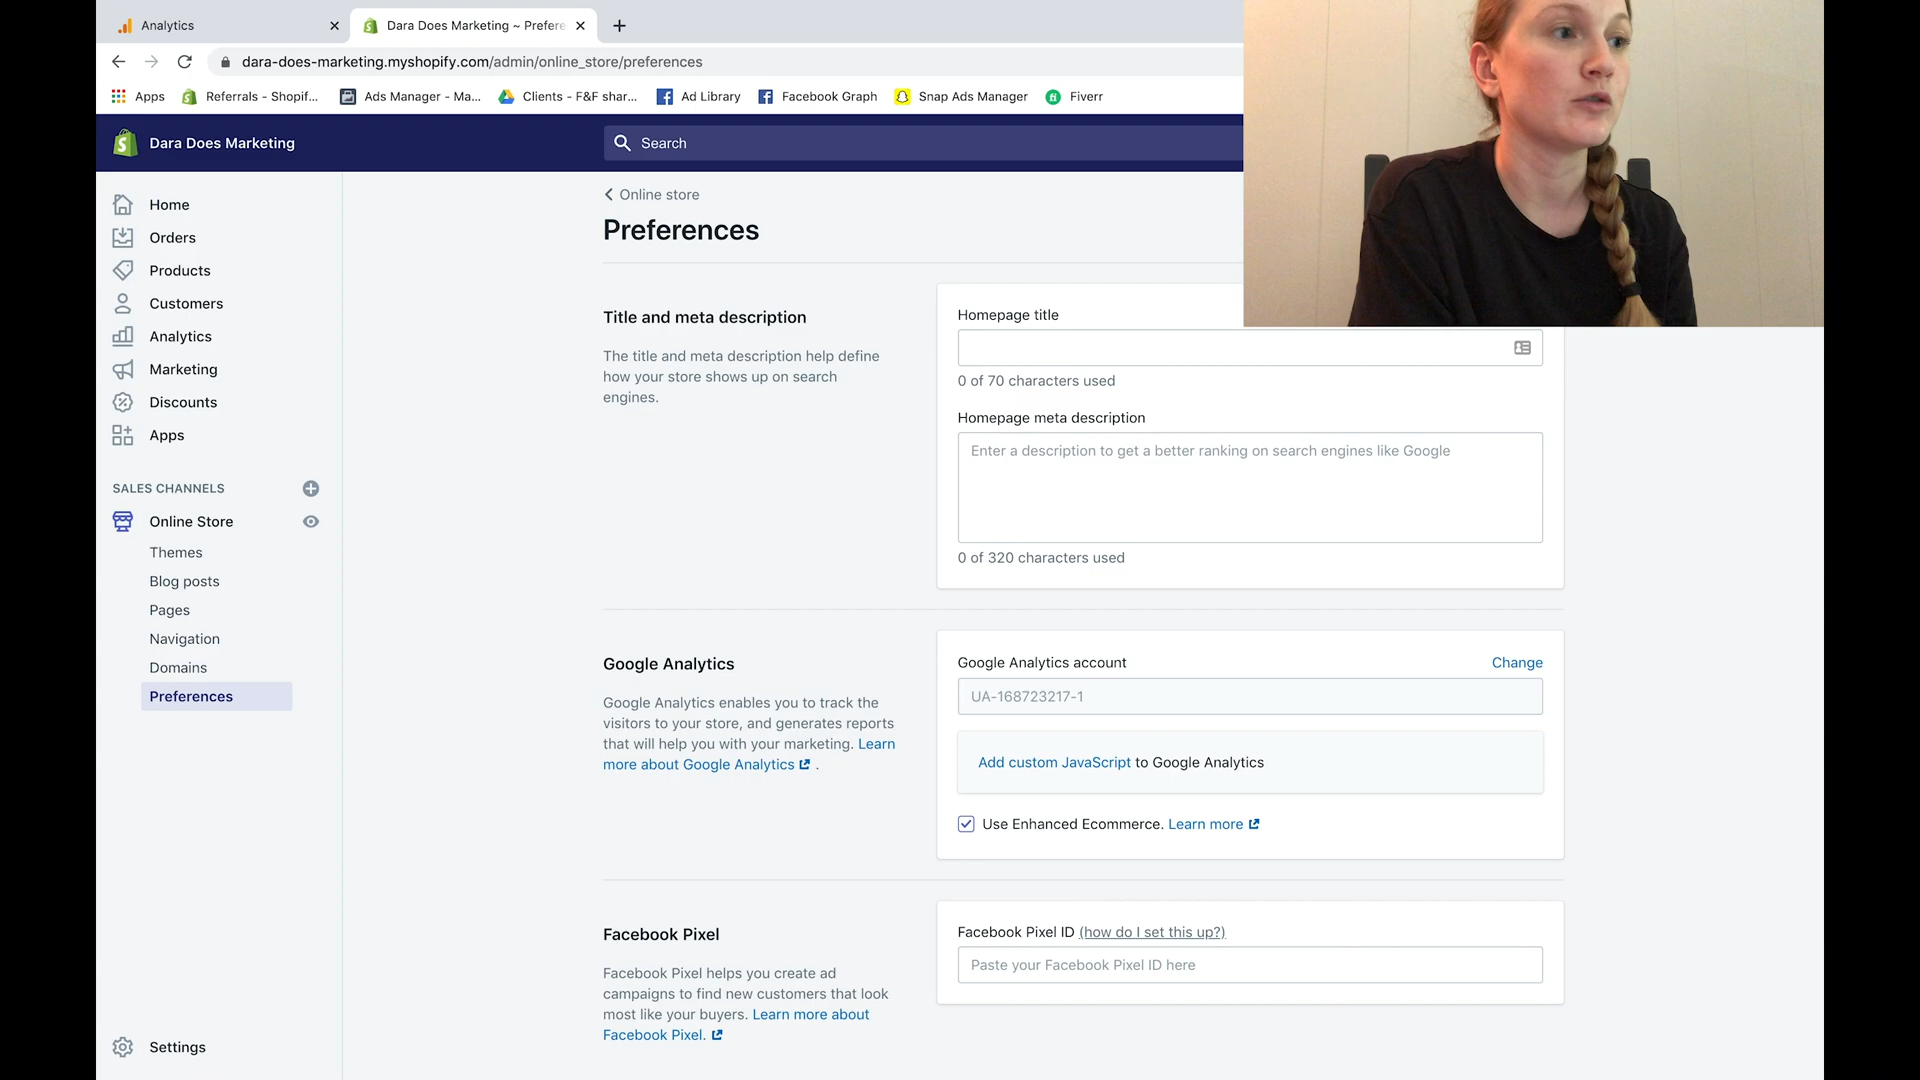 Analytics
Dara Does Marketing ~ Prefere
dara-does-marketing.myshopify.com/admin/online_store/preferences
Apps Referrals - Shopif... Ads Manager - Ma... Clients - F&F shar... Ad Library Facebook Graph Snap Ads Manager Fiverr
Dara Does Marketing
Search
Home
Orders
Products
Customers
Analytics
Marketing
Discounts
Apps
SALES CHANNELS
Online Store
Themes
Blog posts
Pages
Navigation
Domains
Preferences
Settings
Online store
Preferences
Title and meta description
The title and meta description help define
how your store shows up on search
engines.
Homepage title
0 of 70 characters used
Homepage meta description
Enter a description to get a better ranking on search engines like Google
0 of 320 characters used
Google Analytics
Google Analytics enables you to track the
visitors to your store, and generates reports
that will help you with your marketing. Learn
more about Google Analytics .
Google Analytics account
Change
UA-168723217-1
Add custom JavaScript to Google Analytics
Use Enhanced Ecommerce. Learn more
Facebook Pixel
Facebook Pixel helps you create ad
campaigns to find new customers that look
most like your buyers. Learn more about
Facebook Pixel.
Facebook Pixel ID (how do I set this up?)
Paste your Facebook Pixel ID here